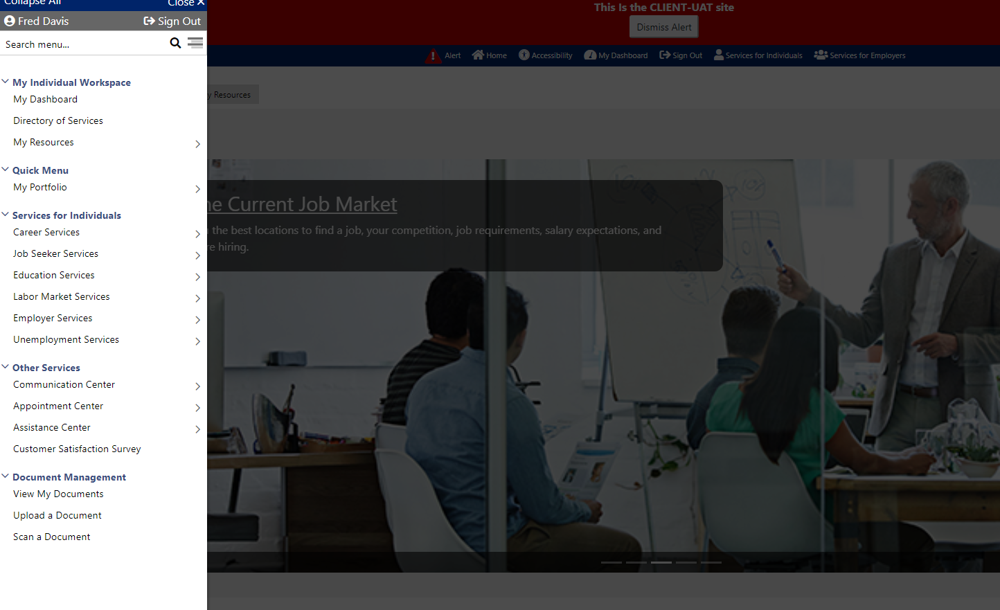 Collapse All
Close
Fred Davis
Sign Out
Search menu...
My Individual Workspace
My Dashboard
Directory of Services
My Resources
Quick Menu
My Portfolio
Services for Individuals
Career Services
Job Seeker Services
Education Services
Labor Market Services
Employer Services
Unemployment Services
Other Services
Communication Center
Appointment Center
Assistance Center
Customer Satisfaction Survey
Document Management
View My Documents
Upload a Document
Scan a Document
This Is the CLIENT-UAT site
Dismiss Alert
Alert Home Accessibility My Dashboard Sign Out Services for Individuals Services for Employers
Resources
Current Job Market
the best locations to find a job, your competition, job requirements, salary expectations, and
hiring.